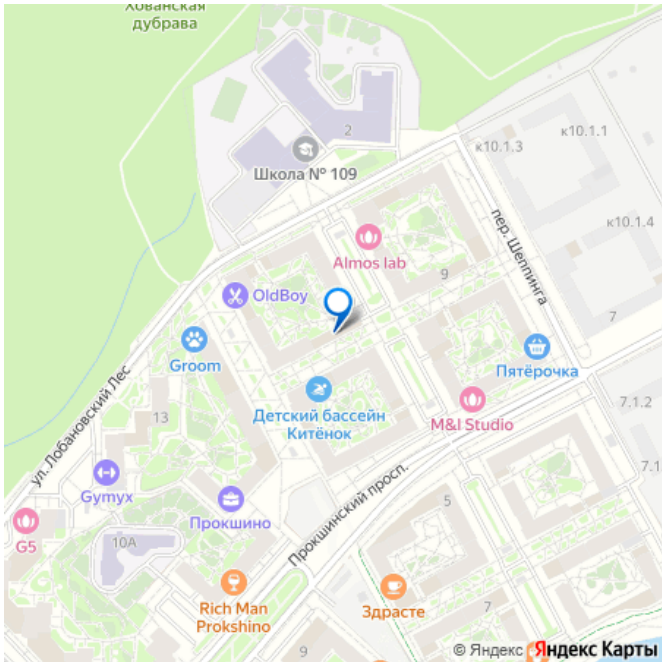 Хованская
дубрава
2
к10.1.1
к10.1.3
Школа № 109
пер. Шеппинга
к10.1.4
Almos lab
9
OldBoy
7
Groom
Пятёрочка
ул. Лобановский Лес
Детский бассейн
Китёнок
M&I Studio
7.1.2
13
Gymyx
7.1
Прокшино
Прокшинский просп.
5
G5
10А
Rich Man
Prokshino
Здрасте
7
9
© Яндекс Яндекс Карты